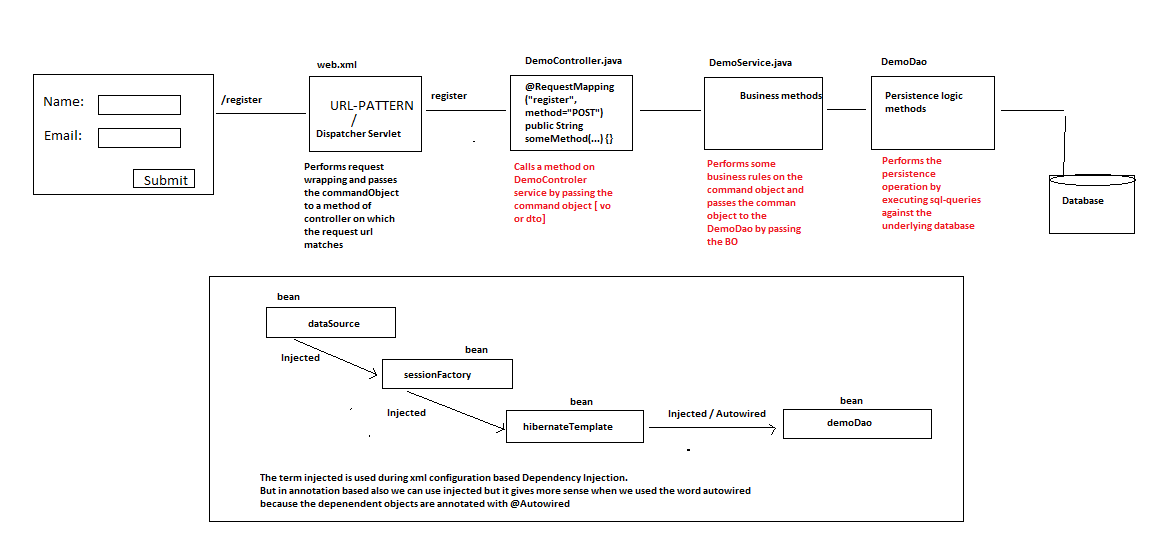 Name:
Email:
Submit
/register
web.xml
URL-PATTERN
/
Dispatcher Servlet
Performs request
wrapping and passes
the commandObject
to a method of
controller on which
the request url
matches
register
DemoController.java
@RequestMapping
("register",
method="POST")
public String
someMethod(...) {}
Calls a method on
DemoControler
service by passing the
command object [ vo
or dto]
DemoService.java
Business methods
Performs some
business rules on the
command object and
passes the comman
object to the
DemoDao by passing
the BO
DemoDao
Persistence logic
methods
Performs the
persistence
operation by
executing sql-queries
against the
underlying database
Database
bean
dataSource
Injected
bean
sessionFactory
Injected
bean
hibernateTemplate
Injected / Autowired
bean
demoDao
The term injected is used during xml configuration based Dependency Injection.
But in annotation based also we can use injected but it gives more sense when we used the word autowired
because the depenendent objects are annotated with @Autowired